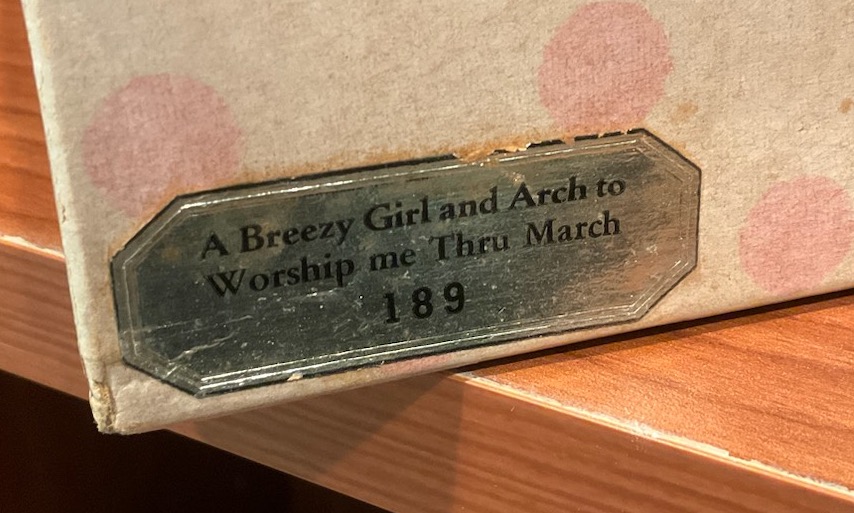 A Breezy Girl and Arch to
Worship me Thru March
189